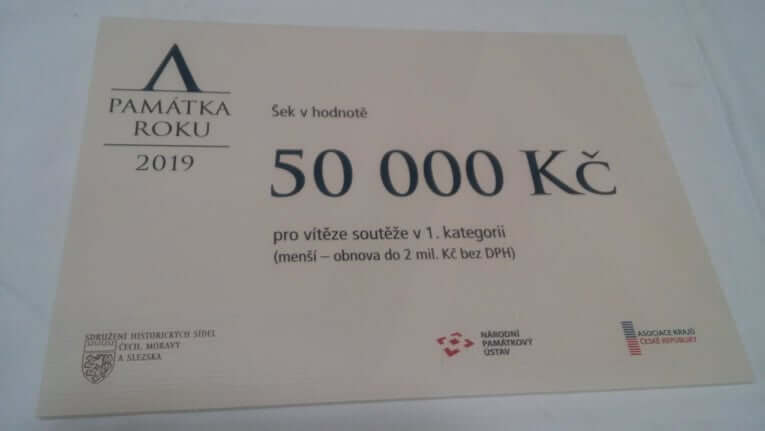 PAMÁTKA
ROKU
2019
Šek v hodnotě
50 000 Kč
pro vítěze soutěže v 1. kategorii
(menší – obnova do 2 mil. Kč bez DPH)
SDRUŽENÍ HISTORICKÝCH SÍDEL
ČECH, MORAVY
A SLEZSKA
NÁRODNÍ
PAMÁTKOVÝ
ÚSTAV
ASOCIACE KRAJŮ
ČESKÉ REPUBLIKY